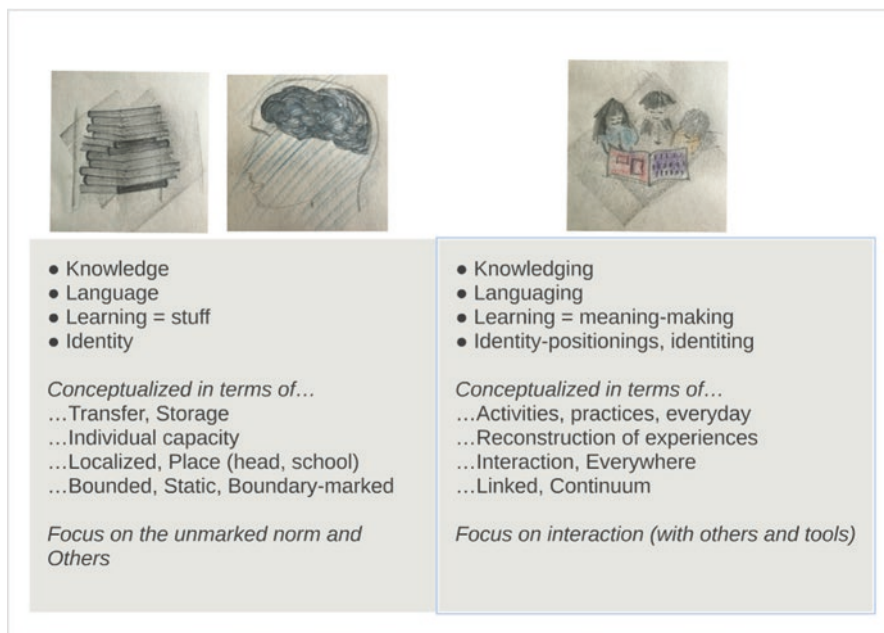 ● Knowledge
● Language
● Learning = stuff
● Identity
Conceptualized in terms of…
…Transfer, Storage
…Individual capacity
…Localized, Place (head, school)
…Bounded, Static, Boundary-marked
Focus on the unmarked norm and
Others
● Knowledging
● Languaging
● Learning = meaning-making
● Identity-positionings, identiting
Conceptualized in terms of…
…Activities, practices, everyday
…Reconstruction of experiences
…Interaction, Everywhere
…Linked, Continuum
Focus on interaction (with others and tools)